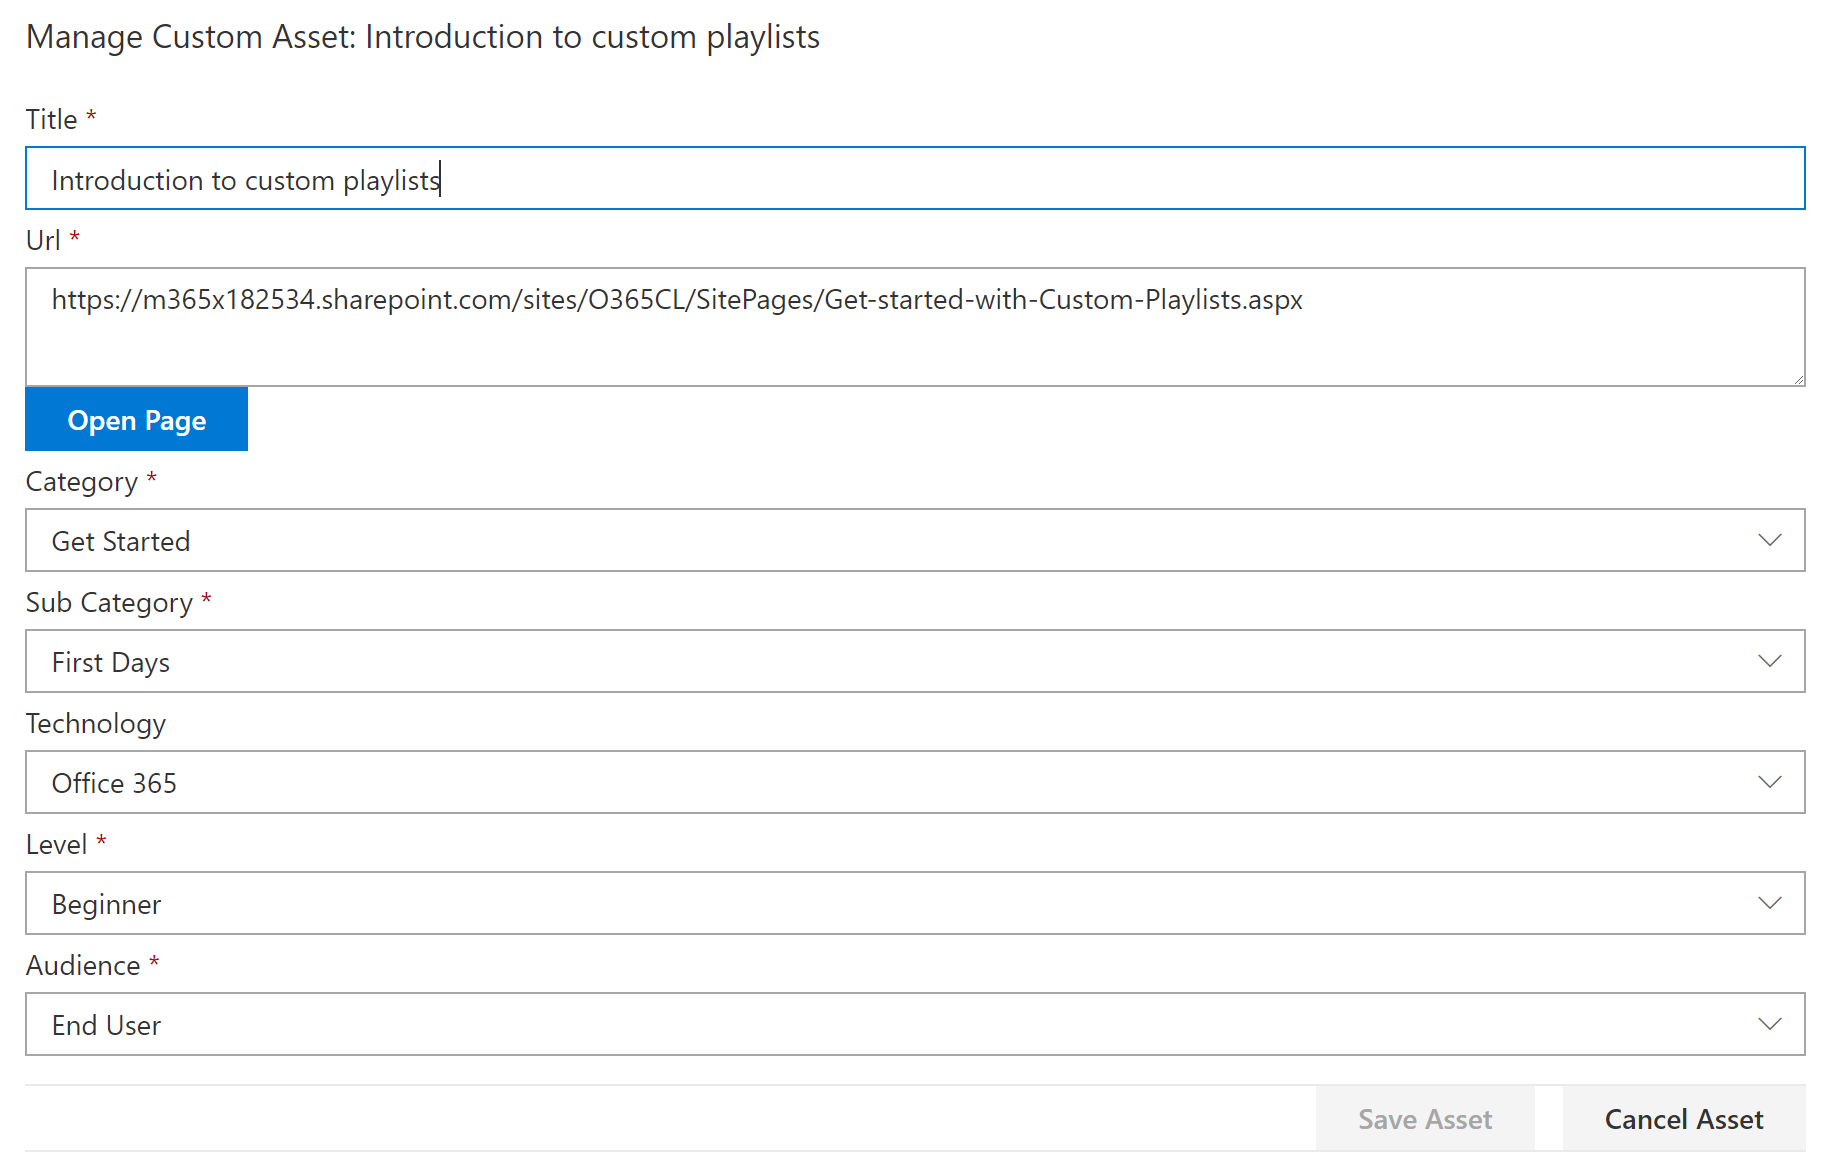 Manage Custom Asset: Introduction to custom playlists
Title *
Introduction to custom playlists
Url *
https://m365x182534.sharepoint.com/sites/O365CL/SitePages/Get-started-with-Custom-Playlists.aspx
Open Page
Category *
Get Started
Sub Category *
First Days
Technology
Office 365
Level *
Beginner
Audience *
End User
Save Asset Cancel Asset